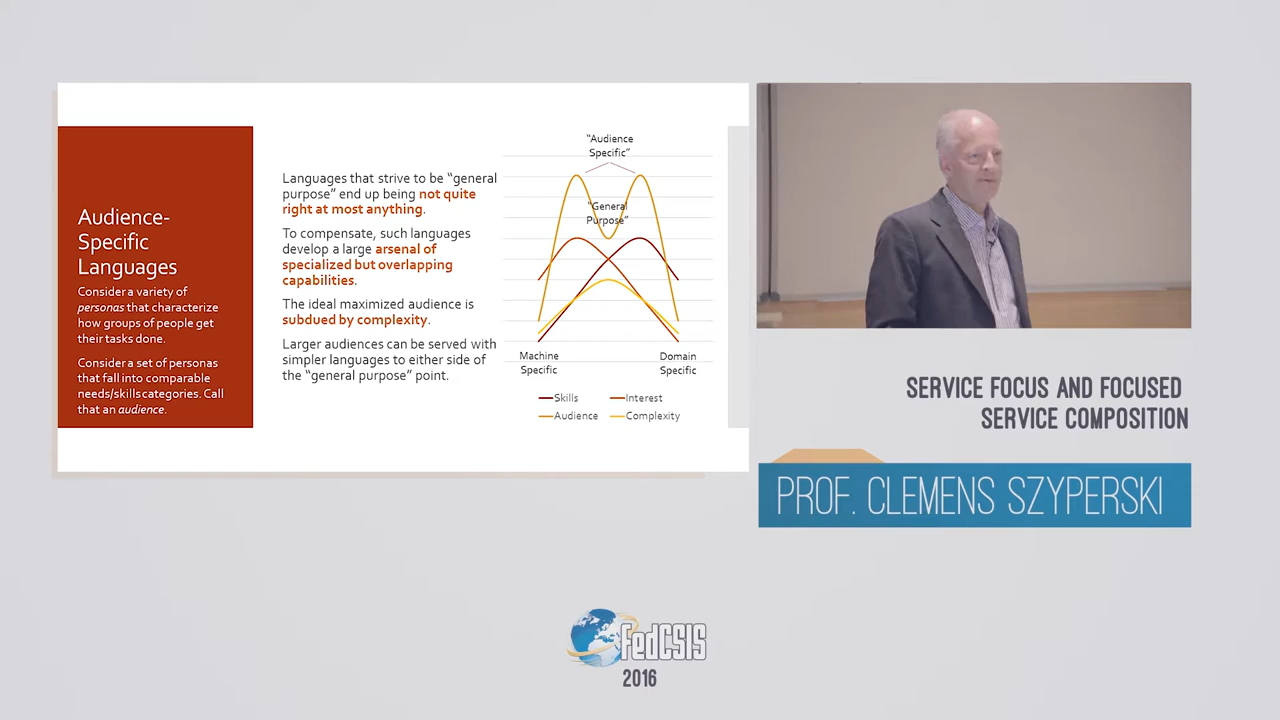 Audience-
Specific
Languages
Consider a variety of
personas that characterize
how groups of people get
their tasks done.
Consider a set of personas
that fall into comparable
needs/skills categories. Call
that an audience.
Languages that strive to be “general
purpose” end up being not quite
right at most anything.
To compensate, such languages
develop a large arsenal of
specialized but overlapping
capabilities.
The ideal maximized audience is
subdued by complexity.
Larger audiences can be served with
simpler languages to either side of
the “general purpose” point.
“Audience
Specific”
“General
Purpose”
Machine
Specific
Domain
Specific
Skills
Interest
Audience
Complexity
SERVICE FOCUS AND FOCUSED
SERVICE COMPOSITION
PROF. CLEMENS SZYPERSKI
FedCSIS
2016